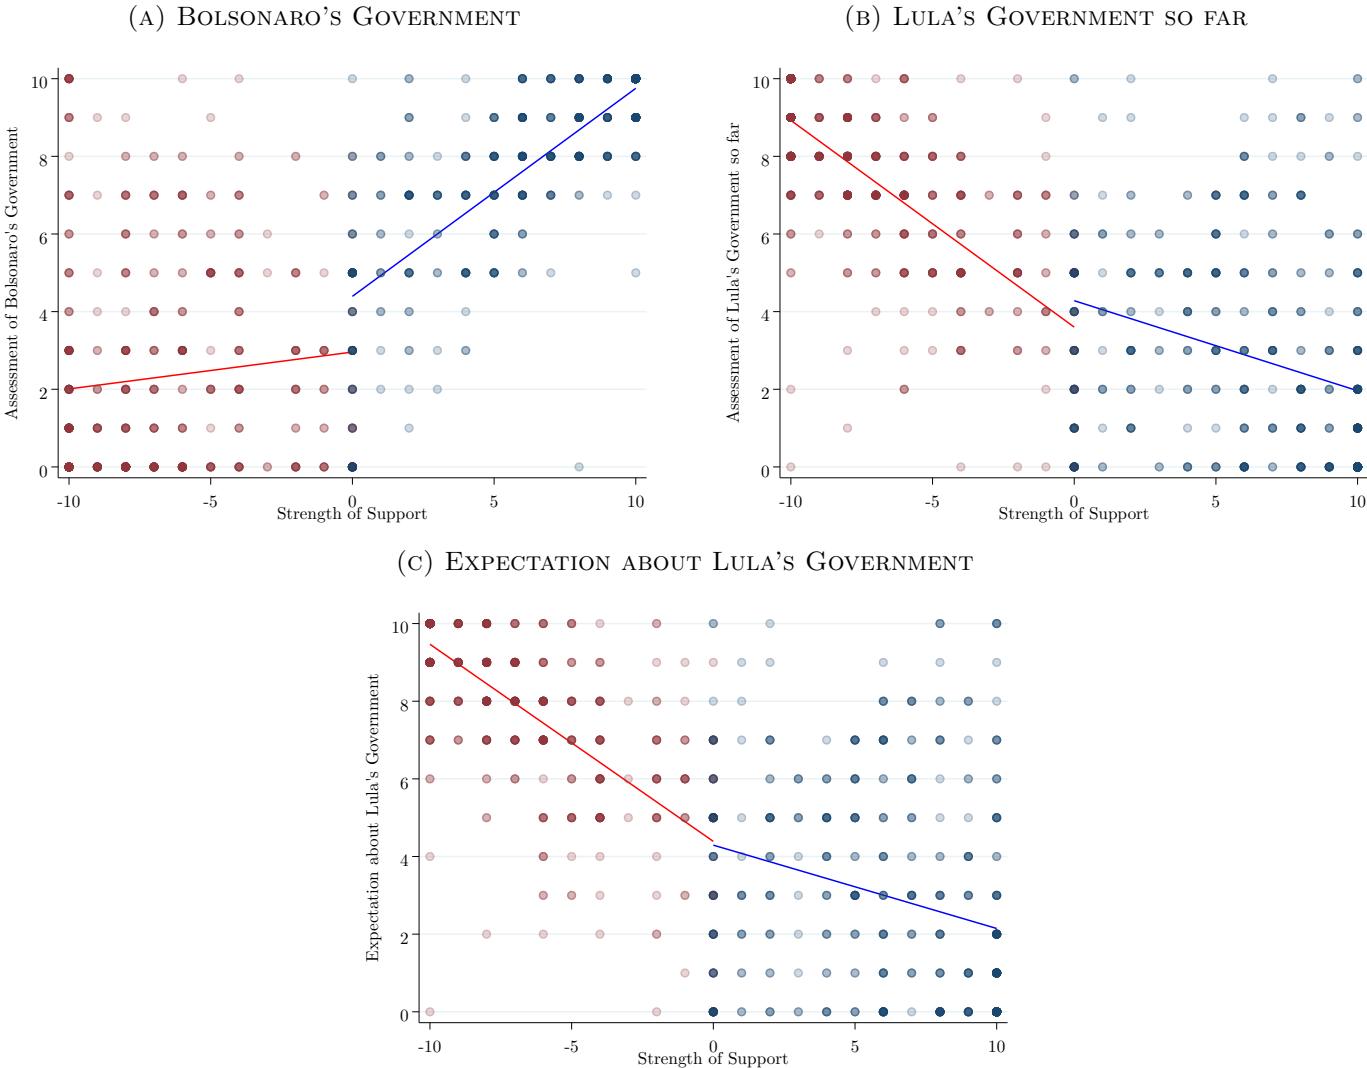 (A) Bolsonaro's Government
Assessment of Bolsonaro's Government
10
8
6
4
2
0
-10 -5 0 5 10
Strength of Support
(B) Lula's Government so far
Assessment of Lula's Government so far
10
8
6
4
2
0
-10 -5 0 5 10
Strength of Support
(C) Expectation about Lula's Government
Expectation about Lula's Government
10
8
6
4
2
0
-10 -5 0 5 10
Strength of Support